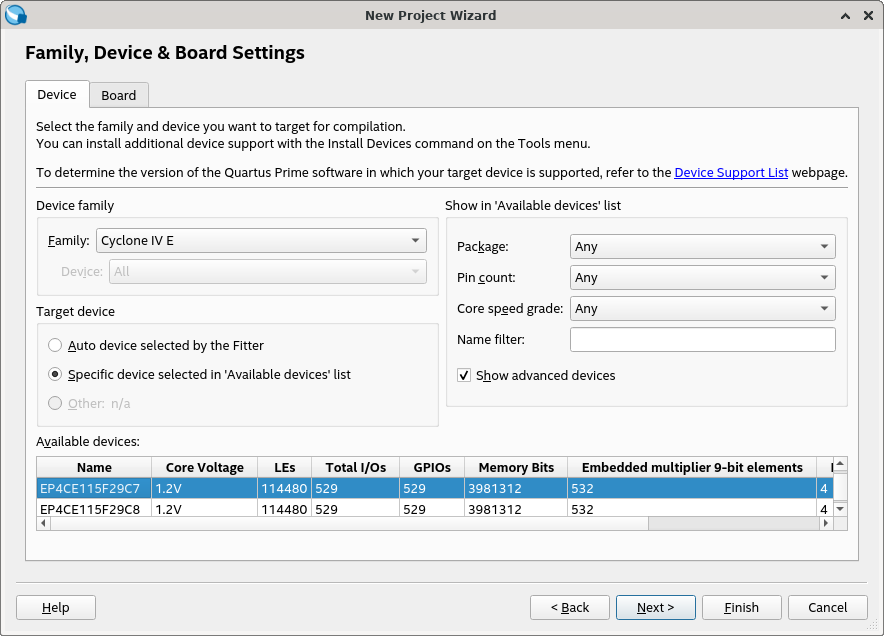 New Project Wizard
Family, Device & Board Settings
Device Board
Select the family and device you want to target for compilation.
You can install additional device support with the Install Devices command on the Tools menu.
To determine the version of the Quartus Prime software in which your target device is supported, refer to the Device Support List webpage.
Device family
Family: Cyclone IV E
Device: All
Target device
Auto device selected by the Fitter
Specific device selected in 'Available devices' list
Other: n/a
Show in 'Available devices' list
Package: Any
Pin count: Any
Core speed grade: Any
Name filter:
Show advanced devices
Available devices:
Name Core Voltage LEs Total I/Os GPIOs Memory Bits Embedded multiplier 9-bit elements
EP4CE115F29C7 1.2V 114480 529 529 3981312 532 4
EP4CE115F29C8 1.2V 114480 529 529 3981312 532 4
Help < Back Next > Finish Cancel